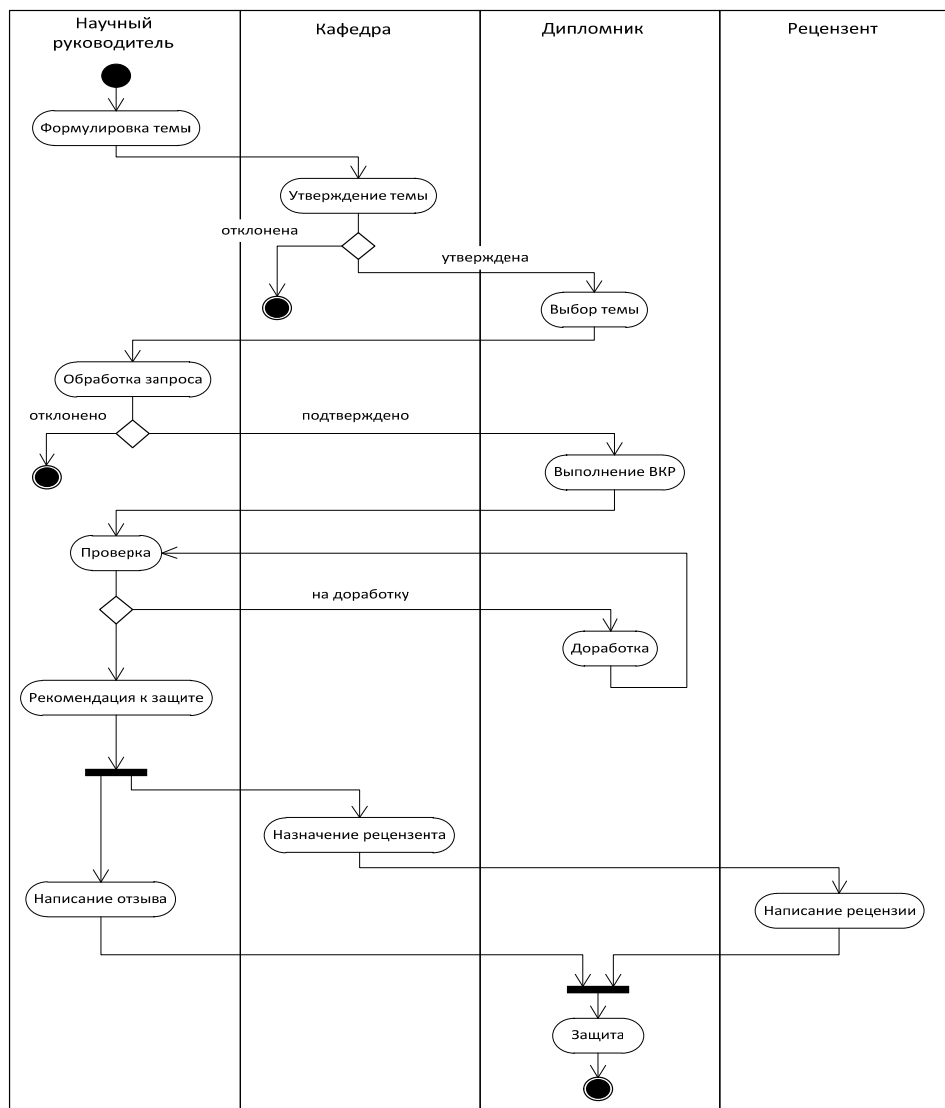 Научный
руководитель
Кафедра
Дипломник
Рецензент
Формулировка темы
Утверждение темы
отклонена
утверждена
Выбор темы
Обработка запроса
отклонено
подтверждено
Выполнение ВКР
Проверка
на доработку
Доработка
Рекомендация к защите
Назначение рецензента
Написание отзыва
Написание рецензии
Защита